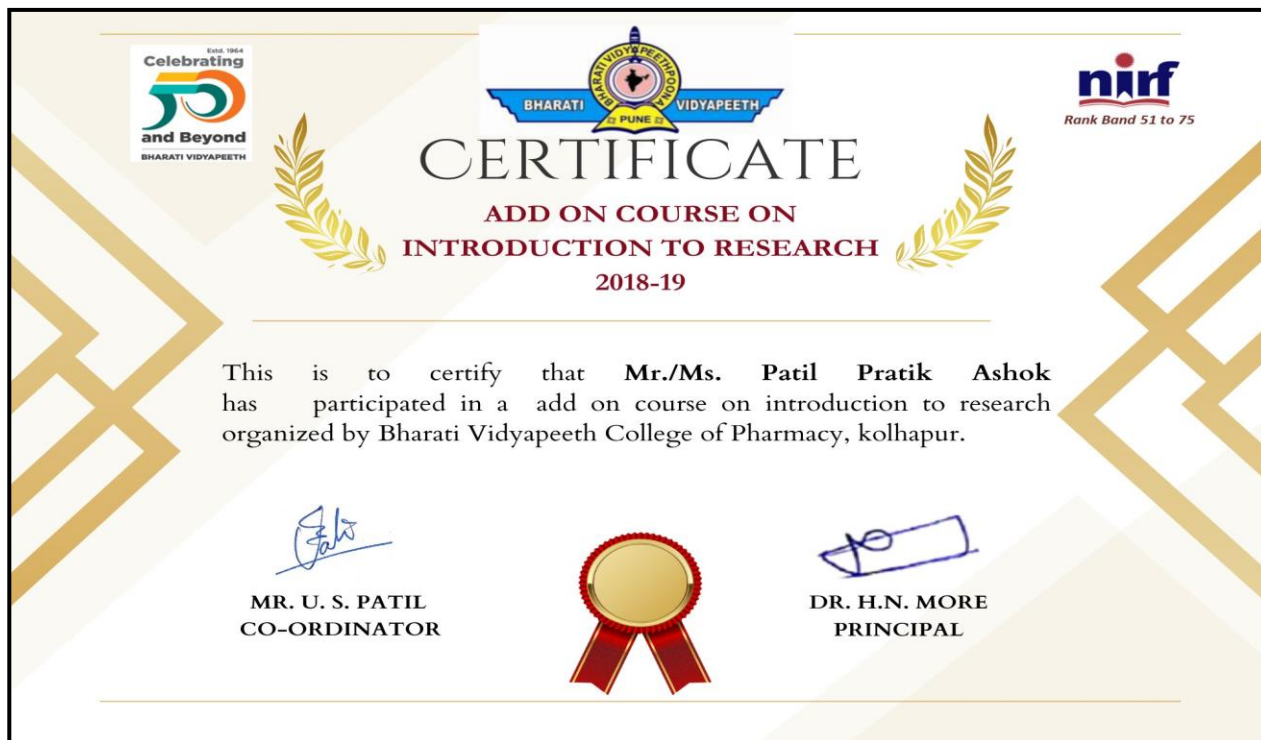 Estd. 1964
Celebrating
50
and Beyond
BHARATI VIDYAPEETH
BHARATI VIDYAPEETH POONA
BHARATI VIDYAPEETH
PUNE
nirf
Rank Band 51 to 75
CERTIFICATE
ADD ON COURSE ON
INTRODUCTION TO RESEARCH
2018-19
This is to certify that Mr./Ms. Patil Pratik Ashok
has participated in a add on course on introduction to research
organized by Bharati Vidyapeeth College of Pharmacy, kolhapur.
MR. U. S. PATIL
CO-ORDINATOR
DR. H.N. MORE
PRINCIPAL